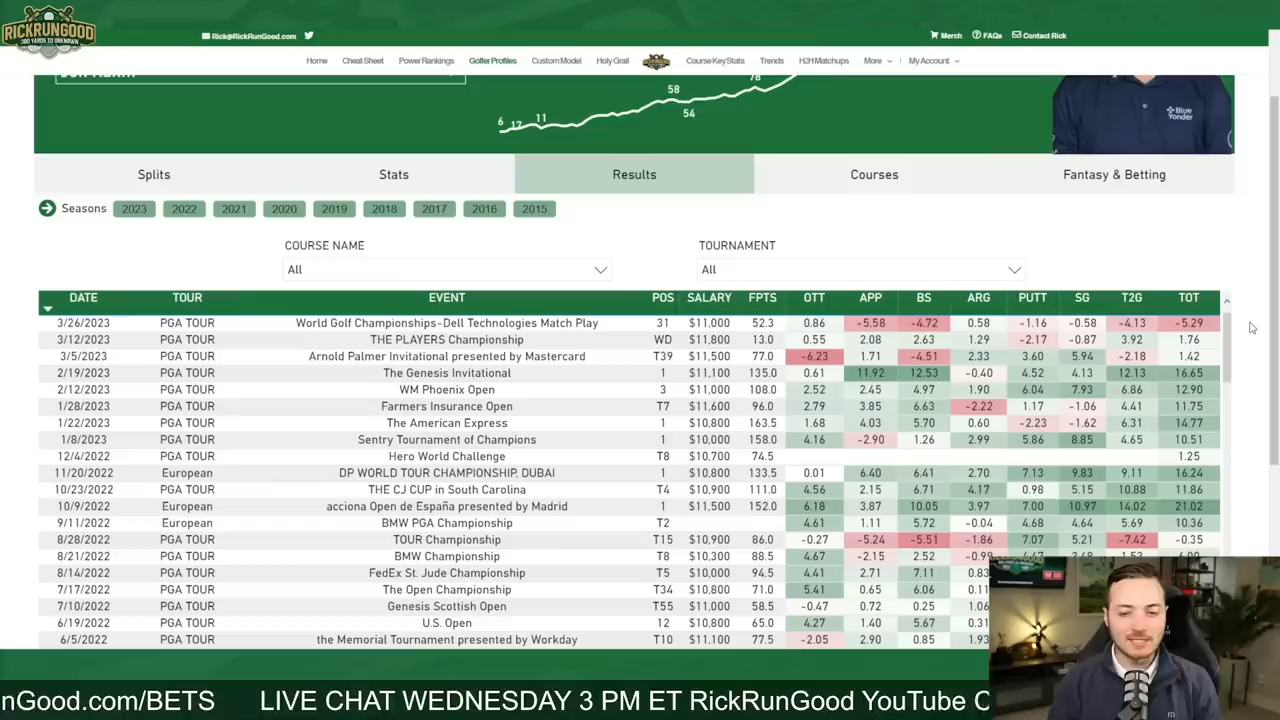 RICKRUNGOOD
300 YARDS TO UNKNOWN
Rick@RickRunGood.com
Merch FAQs Contact Rick
Home Cheat Sheet Power Rankings Golfer Profiles Custom Model Holy Grail Course Key Stats Trends H2H Matchups More My Account
6 17 11 58 54 78
Blue Yonder
Splits Stats Results Courses Fantasy & Betting
Seasons 2023 2022 2021 2020 2019 2018 2017 2016 2015
COURSE NAME TOURNAMENT
All All
DATE TOUR EVENT POS SALARY FPTS OTT APP BS ARG PUTT SG T2G TOT
3/26/2023 PGA TOUR World Golf Championships-Dell Technologies Match Play 31 $11,000 52.3 0.86 -5.58 -4.72 0.58 -1.16 -0.58 -4.13 -5.29
3/12/2023 PGA TOUR THE PLAYERS Championship WD $11,800 13.0 0.55 2.08 2.63 1.29 -2.17 -0.87 3.92 1.76
3/5/2023 PGA TOUR Arnold Palmer Invitational presented by Mastercard T39 $11,500 77.0 -6.23 1.71 -4.51 2.33 3.60 5.94 -2.18 1.42
2/19/2023 PGA TOUR The Genesis Invitational 1 $11,100 135.0 0.61 11.92 12.53 -0.40 4.52 4.13 12.13 16.65
2/12/2023 PGA TOUR WM Phoenix Open 3 $11,000 108.0 2.52 2.45 4.97 1.90 6.04 7.93 6.86 12.90
1/28/2023 PGA TOUR Farmers Insurance Open T7 $11,600 96.0 2.79 3.85 6.63 -2.22 1.17 -1.06 4.41 11.75
1/22/2023 PGA TOUR The American Express 1 $10,800 163.5 1.68 4.03 5.70 0.60 -2.23 -1.62 6.31 14.77
1/8/2023 PGA TOUR Sentry Tournament of Champions 1 $10,000 158.0 4.16 -2.90 1.26 2.99 5.86 8.85 4.65 10.51
12/4/2022 PGA TOUR Hero World Challenge T8 $10,700 74.5 1.25
11/20/2022 European DP WORLD TOUR CHAMPIONSHIP, DUBAI 1 $10,800 133.5 0.01 6.40 6.41 2.70 7.13 9.83 9.11 16.24
10/23/2022 PGA TOUR THE CJ CUP in South Carolina T4 $10,900 111.0 4.56 2.15 6.71 4.17 0.98 5.15 10.88 11.86
10/9/2022 European acciona Open de España presented by Madrid 1 $11,500 152.0 6.18 3.87 10.05 3.97 7.00 10.97 14.02 21.02
9/11/2022 European BMW PGA Championship T2 4.61 1.11 5.72 -0.04 4.68 4.64 5.69 10.36
8/28/2022 PGA TOUR TOUR Championship T15 $10,900 86.0 -0.27 -5.24 -5.51 -1.86 7.07 5.21 -7.42 -0.35
8/21/2022 PGA TOUR BMW Championship T8 $10,300 88.5 4.67 -2.15 2.52
8/14/2022 PGA TOUR FedEx St. Jude Championship T5 $10,000 94.5 4.41 2.71 7.11 0.83
7/17/2022 PGA TOUR The Open Championship T34 $10,800 71.0 5.41 0.65 6.06 0.11
7/10/2022 PGA TOUR Genesis Scottish Open T55 $11,000 58.5 -0.47 0.72 0.25 1.06
6/19/2022 PGA TOUR U.S. Open 12 $10,800 65.0 4.27 1.40 5.67 0.31
6/5/2022 PGA TOUR the Memorial Tournament presented by Workday T10 $11,100 77.5 -2.05 2.90 0.85 1.93
nGood.com/BETS LIVE CHAT WEDNESDAY 3 PM ET RickRunGood YouTube C